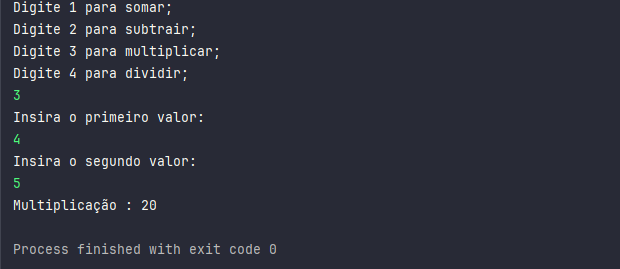 Digite 1 para somar;
Digite 2 para subtrair;
Digite 3 para multiplicar;
Digite 4 para dividir;
3
Insira o primeiro valor:
4
Insira o segundo valor:
5
Multiplicação : 20
Process finished with exit code 0